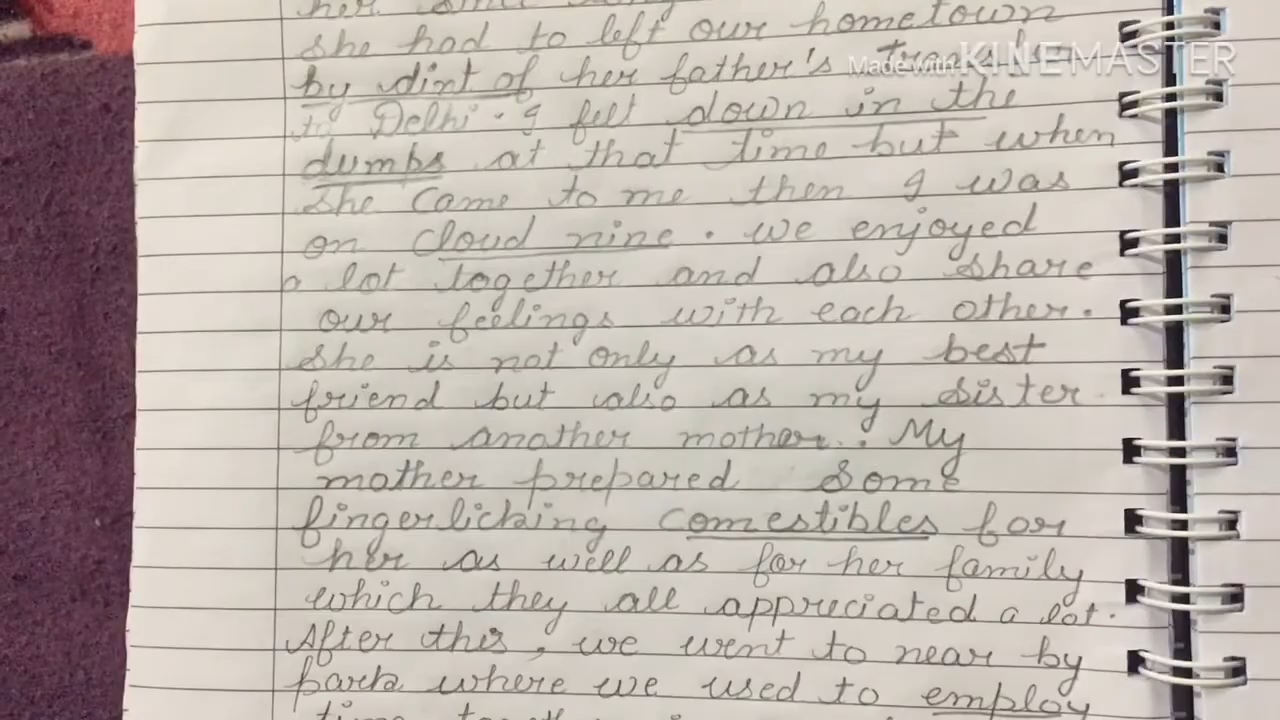 she had to left our hometown
by dint of her father's
Made with KINEMASTER
to Delhi. I felt down in the
dumbs at that time but when
she came to me then I was
on cloud nine. we enjoyed
a lot together and also share
our feelings with each other.
she is not only as my best
friend but also as my sister
from another mother. My
mother prepared some
fingerlicking comestibles for
her as well as for her family
which they all appreciated a lot.
After this, we went to near by
park where we used to employ